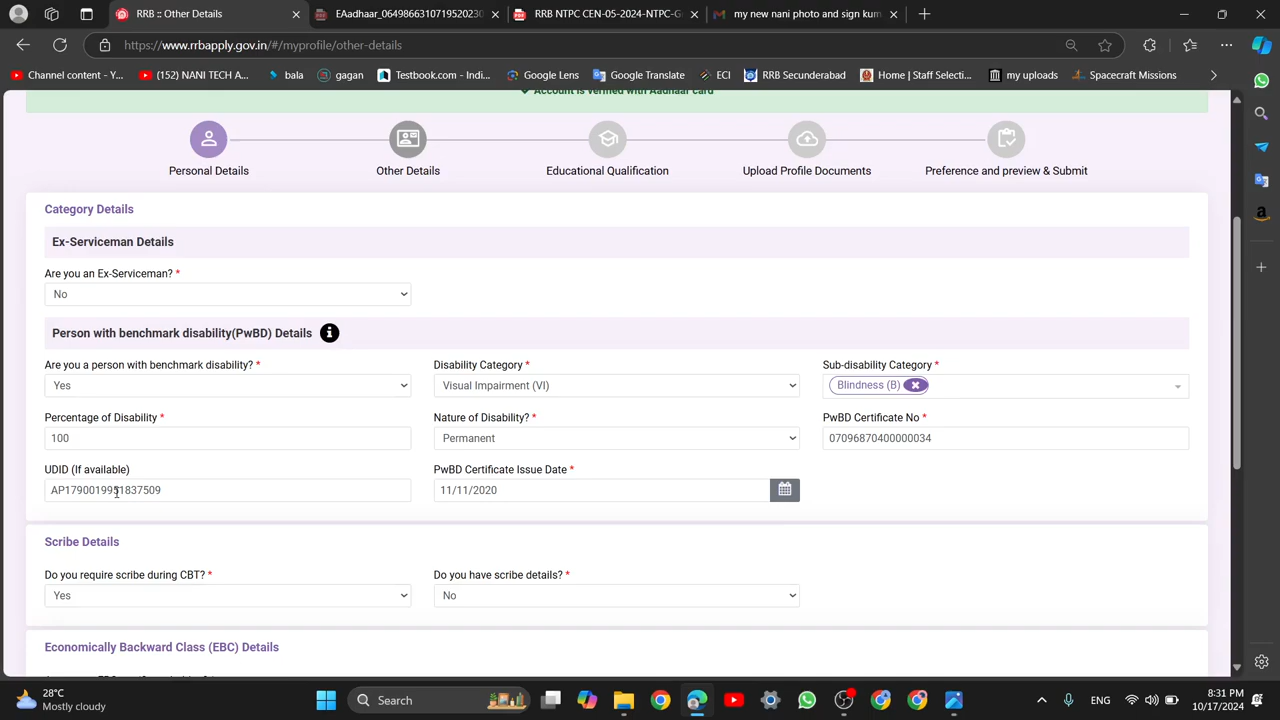 RRB :: Other Details
EAadhaar_064986631071952023
RRB NTPC CEN-05-2024-NTPC-G
my new nani photo and sign kum
https://www.rrbapply.gov.in/#/myprofile/other-details
Channel content - Y...
(152) NANI TECH A...
bala
gagan
Testbook.com - Indi...
Google Lens
Google Translate
ECI
RRB Secunderabad
Home | Staff Selecti...
my uploads
Spacecraft Missions
Account is verified with Aadhaar card
Personal Details
Other Details
Educational Qualification
Upload Profile Documents
Preference and preview & Submit
Category Details
Ex-Serviceman Details
Are you an Ex-Serviceman? *
No
Person with benchmark disability(PwBD) Details
Are you a person with benchmark disability? *
Disability Category *
Sub-disability Category *
Yes
Visual Impairment (VI)
Blindness (B)
Percentage of Disability *
Nature of Disability? *
PwBD Certificate No *
100
Permanent
07096870400000034
UDID (If available)
PwBD Certificate Issue Date *
11/11/2020
Scribe Details
Do you require scribe during CBT? *
Do you have scribe details? *
Yes
No
Economically Backward Class (EBC) Details
28°C
Mostly cloudy
Search
ENG
8:31 PM
10/17/2024